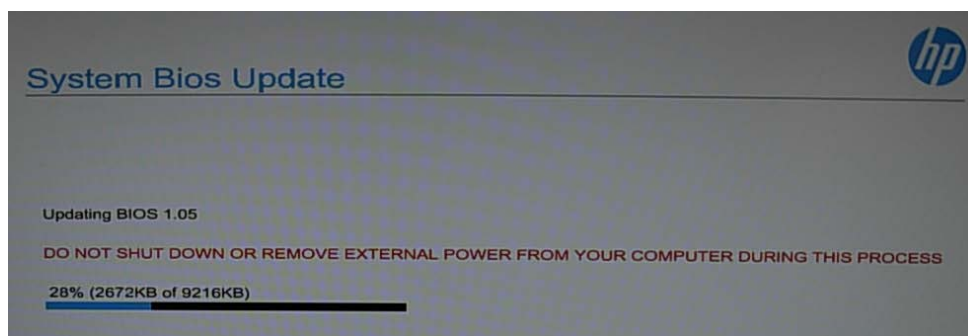 hp
System Bios Update
Updating BIOS 1.05
DO NOT SHUT DOWN OR REMOVE EXTERNAL POWER FROM YOUR COMPUTER DURING THIS PROCESS
28% (2672KB of 9216KB)